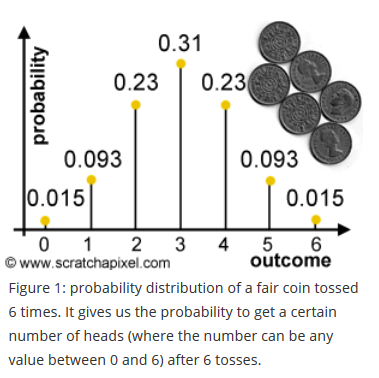 probability
0.31
0.23 0.23
0.093 0.093
0.015 0.015
0 1 2 3 4 5 6
© www.scratchapixel.com outcome
Figure 1: probability distribution of a fair coin tossed
6 times. It gives us the probability to get a certain
number of heads (where the number can be any
value between 0 and 6) after 6 tosses.